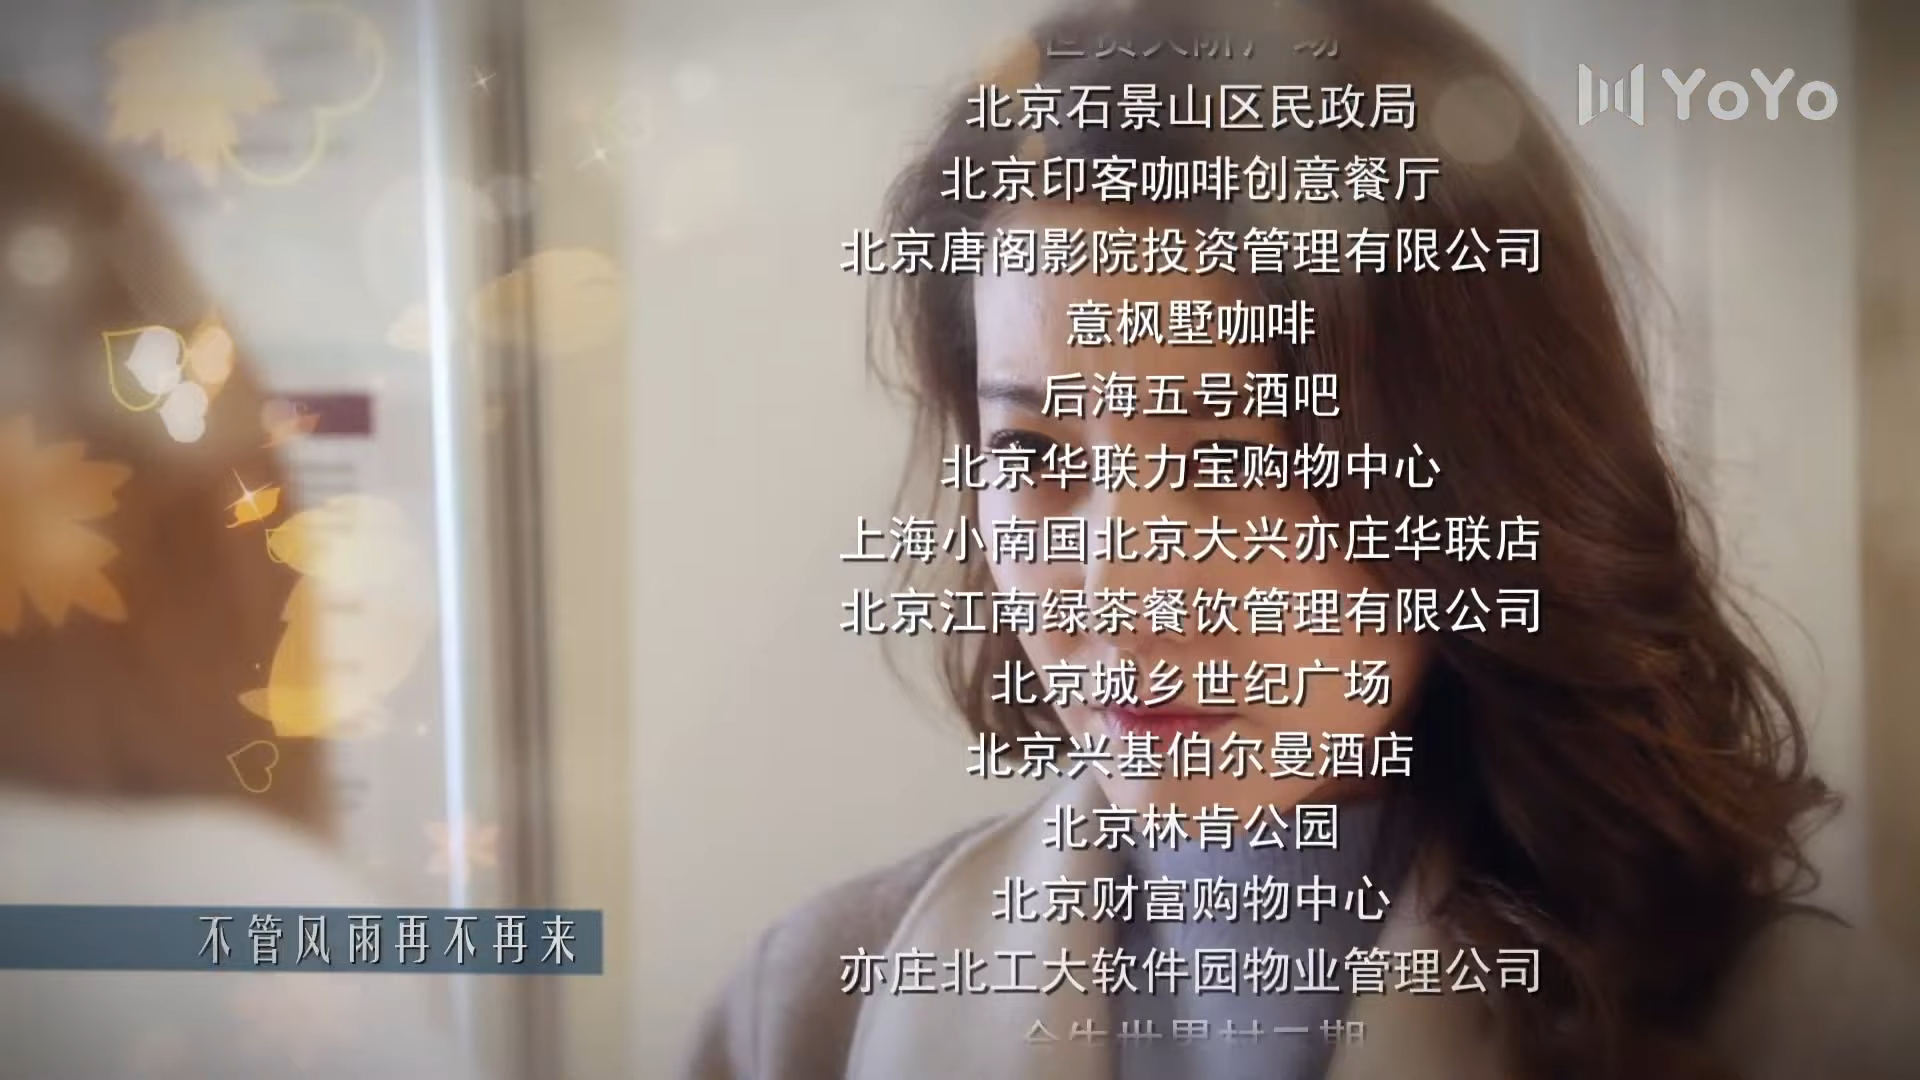 YoYo
北京石景山区民政局
北京印客咖啡创意餐厅
北京唐阁影院投资管理有限公司
意枫墅咖啡
后海五号酒吧
北京华联力宝购物中心
上海小南国北京大兴亦庄华联店
北京江南绿茶餐饮管理有限公司
北京城乡世纪广场
北京兴基伯尔曼酒店
北京林肯公园
北京财富购物中心
不管风雨再不再来
亦庄北工大软件园物业管理公司